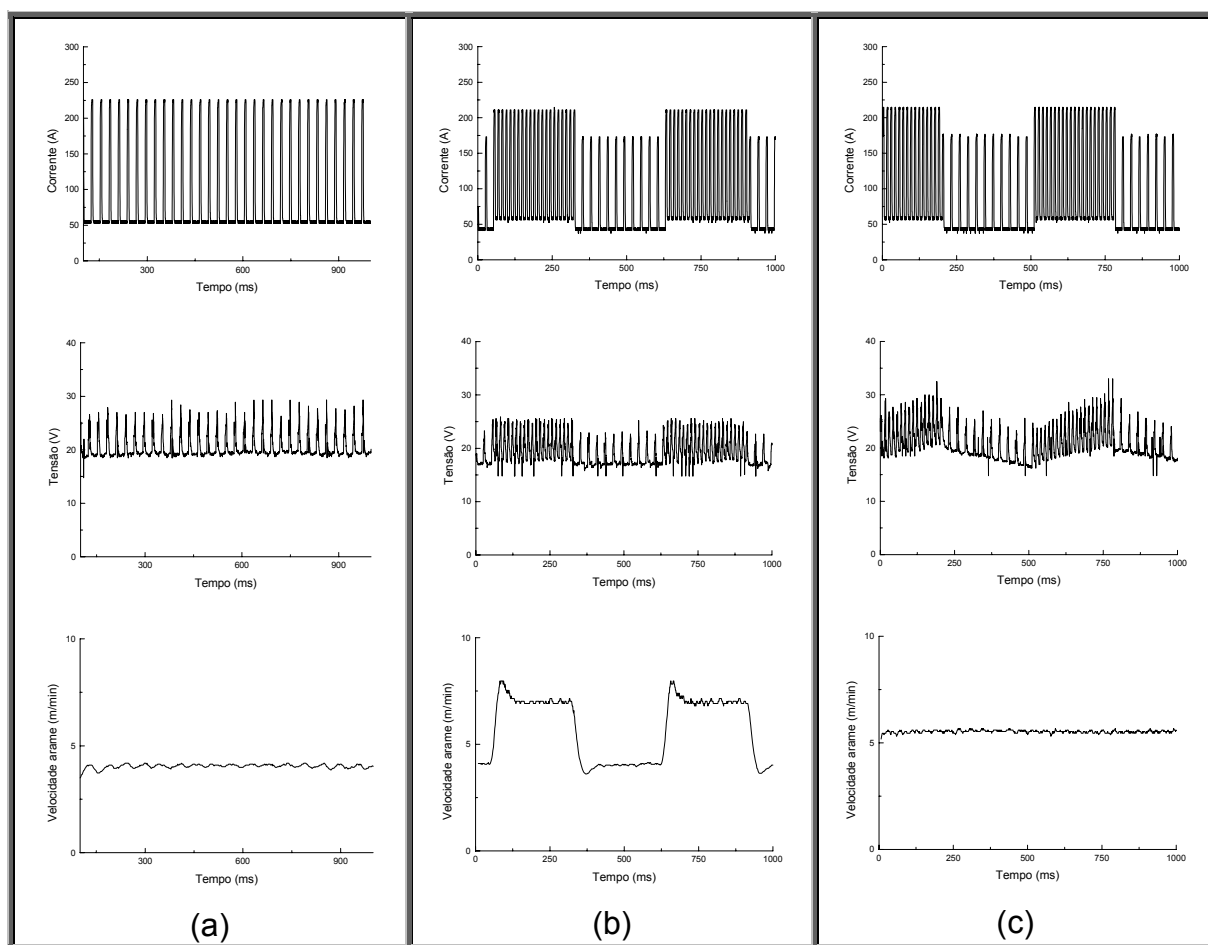 300
250
200
150
100
50
0
Corrente (A)
300 600 900
Tempo (ms)
40
30
20
10
0
Tensão (V)
300 600 900
Tempo (ms)
10
5
0
Velocidade arame (m/min)
300 600 900
Tempo (ms)
(a)
300
250
200
150
100
50
0
Corrente (A)
0 250 500 750 1000
Tempo (ms)
40
30
20
10
0
Tensão (V)
0 250 500 750 1000
Tempo (ms)
10
5
0
Velocidade arame (m/min)
0 250 500 750 1000
Tempo (ms)
(b)
300
250
200
150
100
50
0
Corrente (A)
0 250 500 750 1000
Tempo (ms)
40
30
20
10
0
Tensão (V)
0 250 500 750 1000
Tempo (ms)
10
5
0
Velocidade arame (m/min)
0 250 500 750 1000
Tempo (ms)
(c)